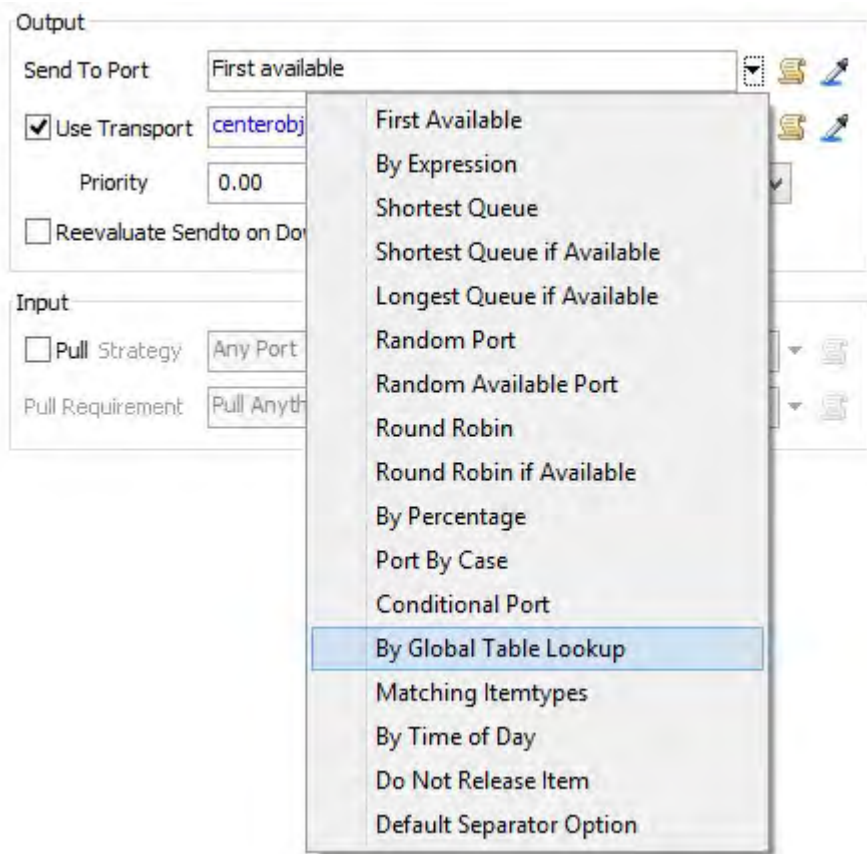 Output
Send To Port First available
Use Transport centerobj
Priority 0.00
Reevaluate Sendto on Dov
Input
Pull Strategy Any Port
Pull Requirement Pull Anyth
First Available
By Expression
Shortest Queue
Shortest Queue if Available
Longest Queue if Available
Random Port
Random Available Port
Round Robin
Round Robin if Available
By Percentage
Port By Case
Conditional Port
By Global Table Lookup
Matching Itemtypes
By Time of Day
Do Not Release Item
Default Separator Option